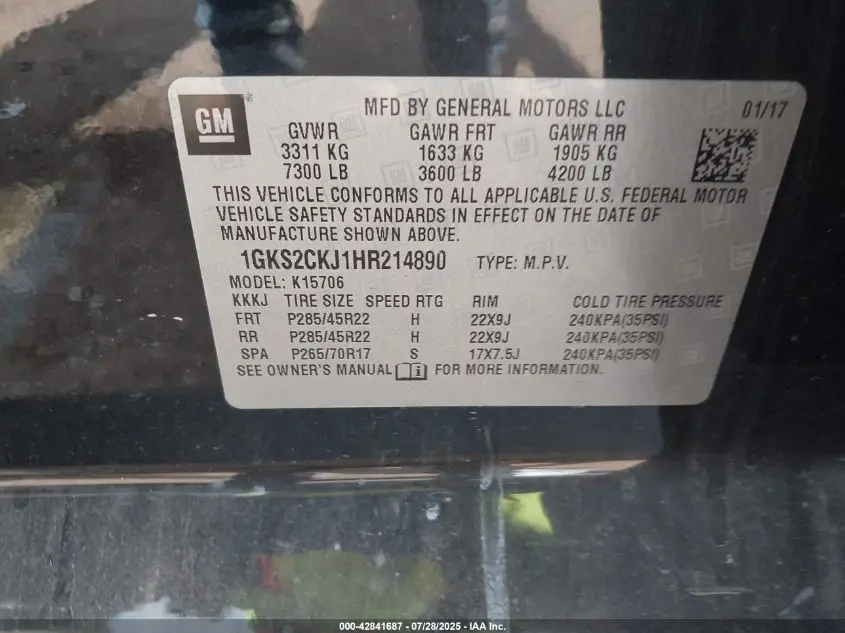 GM
MFD BY GENERAL MOTORS LLC 01/17
GVWR GAWR FRT GAWR RR
3311 KG 1633 KG 1905 KG
7300 LB 3600 LB 4200 LB
THIS VEHICLE CONFORMS TO ALL APPLICABLE U.S. FEDERAL MOTOR
VEHICLE SAFETY STANDARDS IN EFFECT ON THE DATE OF
MANUFACTURE SHOWN ABOVE.
1GKS2CKJ1HR214890 TYPE: M.P.V.
MODEL: K15706
KKKJ TIRE SIZE SPEED RTG RIM COLD TIRE PRESSURE
FRT P285/45R22 H 22X9J 240KPA(35PSI)
RR P285/45R22 H 22X9J 240KPA(35PSI)
SPA P265/70R17 S 17X7.5J 240KPA(35PSI)
SEE OWNER'S MANUAL FOR MORE INFORMATION.
000-42841687 - 07/28/2025 - IAA Inc.